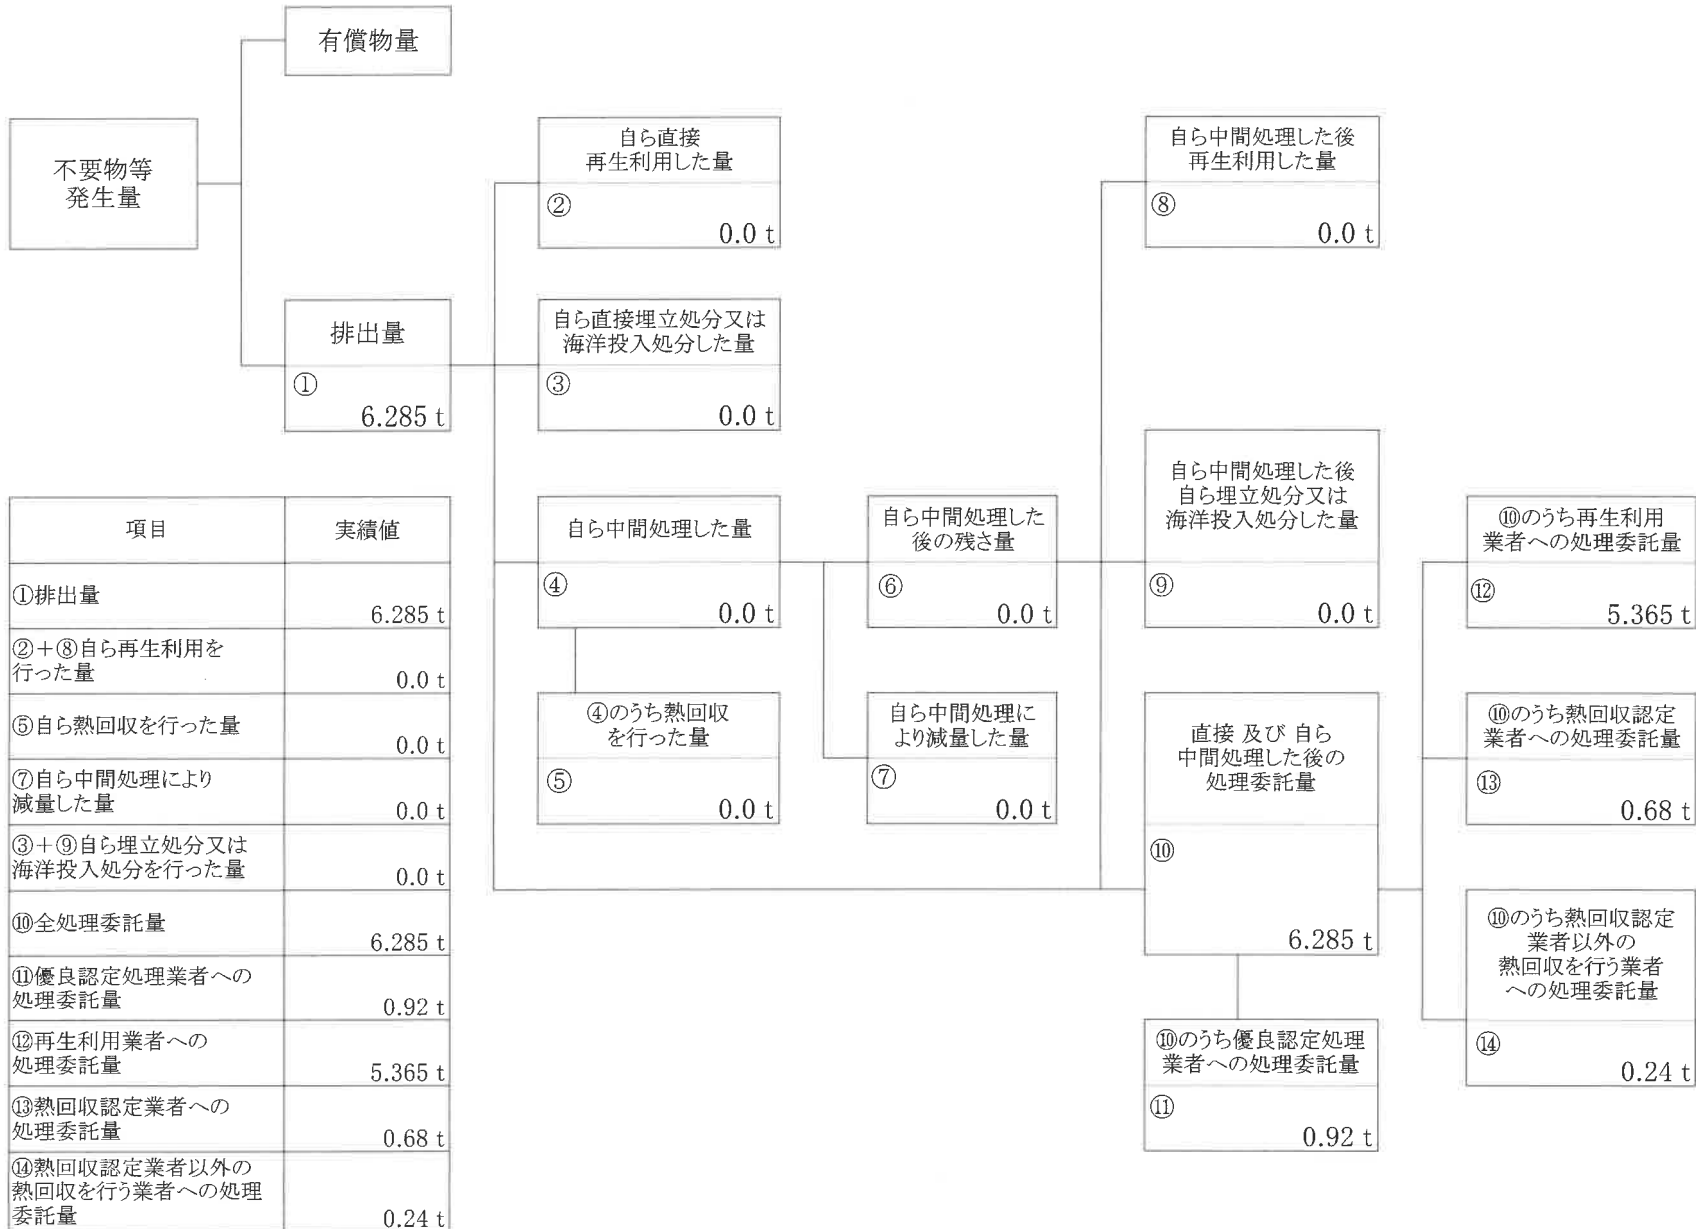 有償物量
不要物等
発生量
自ら直接
再生利用した量
②
0.0 t
自ら中間処理した後
再生利用した量
⑧
0.0 t
排出量
①
6.285 t
自ら直接埋立処分又は
海洋投入処分した量
③
0.0 t
自ら中間処理した量
④
0.0 t
自ら中間処理した
後の残さ量
⑥
0.0 t
自ら中間処理した後
自ら埋立処分又は
海洋投入処分した量
⑨
0.0 t
⑩のうち再生利用
業者への処理委託量
⑫
5.365 t
④のうち熱回収
を行った量
⑤
0.0 t
自ら中間処理に
より減量した量
⑦
0.0 t
直接 及び 自ら
中間処理した後の
処理委託量
⑩
6.285 t
⑩のうち熱回収認定
業者への処理委託量
⑬
0.68 t
⑩のうち熱回収認定
業者以外の
熱回収を行う業者
への処理委託量
⑭
0.24 t
⑩のうち優良認定処理
業者への処理委託量
⑪
0.92 t
項目 実績値
①排出量
6.285 t
②+⑧自ら再生利用を
行った量
0.0 t
⑤自ら熱回収を行った量
0.0 t
⑦自ら中間処理により
減量した量
0.0 t
③+⑨自ら埋立処分又は
海洋投入処分を行った量
0.0 t
⑩全処理委託量
6.285 t
⑪優良認定処理業者への
処理委託量
0.92 t
⑫再生利用業者への
処理委託量
5.365 t
⑬熱回収認定業者への
処理委託量
0.68 t
⑭熱回収認定業者以外の
熱回収を行う業者への処理
委託量
0.24 t